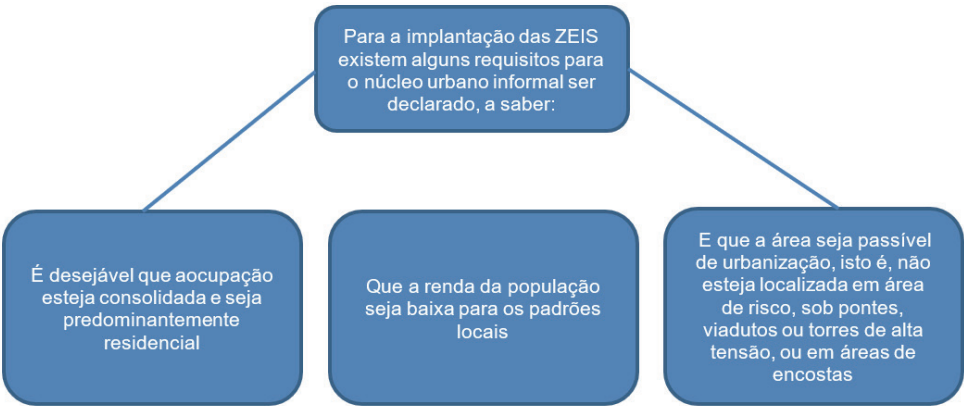 Para a implantação das ZEIS
existem alguns requisitos para
o núcleo urbano informal ser
declarado, a saber:
É desejável que aocupação
esteja consolidada e seja
predominantemente
residencial
Que a renda da população
seja baixa para os padrões
locais
E que a área seja passível
de urbanização, isto é, não
esteja localizada em área
de risco, sob pontes,
viadutos ou torres de alta
tensão, ou em áreas de
encostas